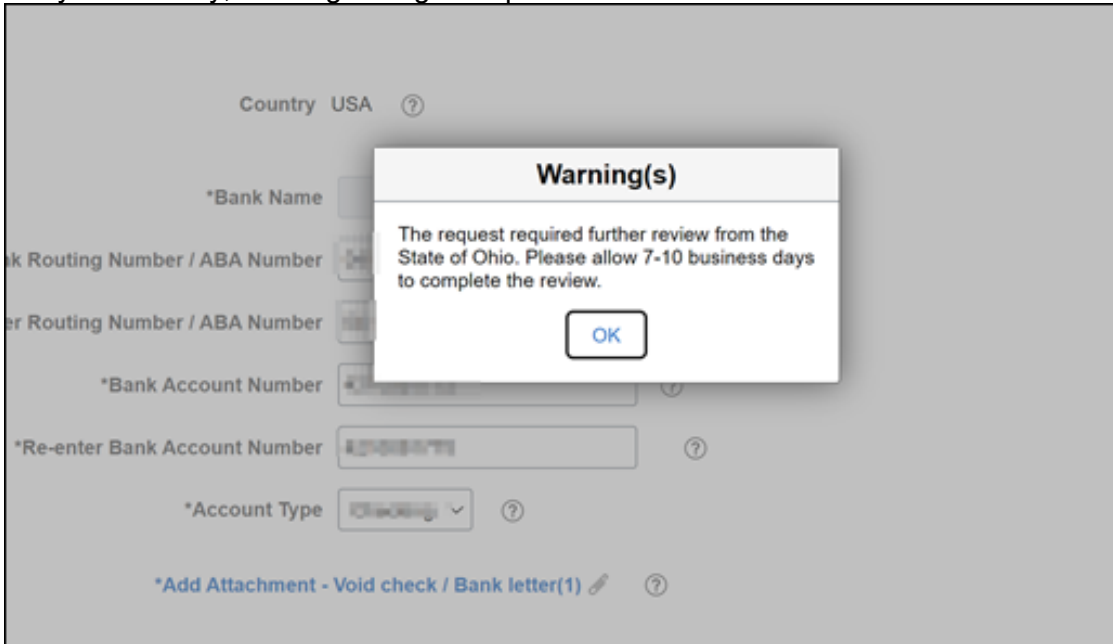 Country USA
Warning(s)
*Bank Name
The request required further review from the
State of Ohio. Please allow 7-10 business days
to complete the review.
Routing Number / ABA Number
Routing Number / ABA Number
OK
*Bank Account Number
*Re-enter Bank Account Number
*Account Type
*Add Attachment - Void check / Bank letter(1)